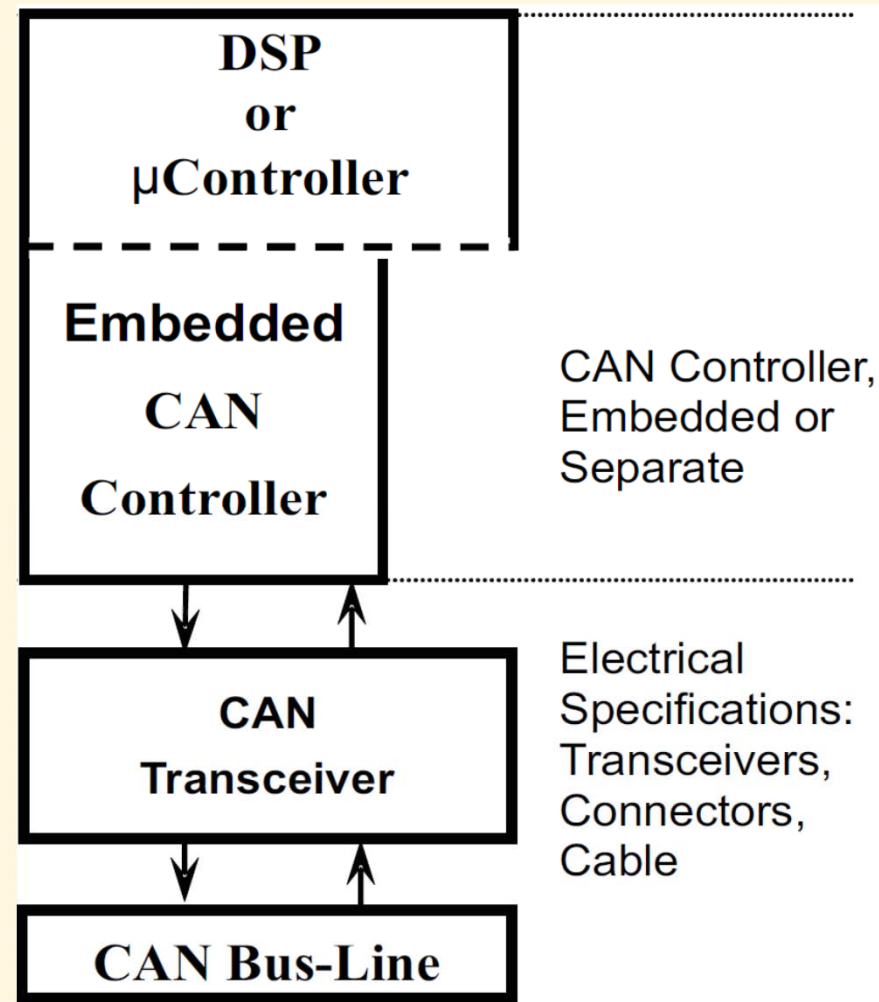 DSP
or
μController
Embedded
CAN
Controller
CAN Controller,
Embedded or
Separate
CAN
Transceiver
Electrical
Specifications:
Transceivers,
Connectors,
Cable
CAN Bus-Line